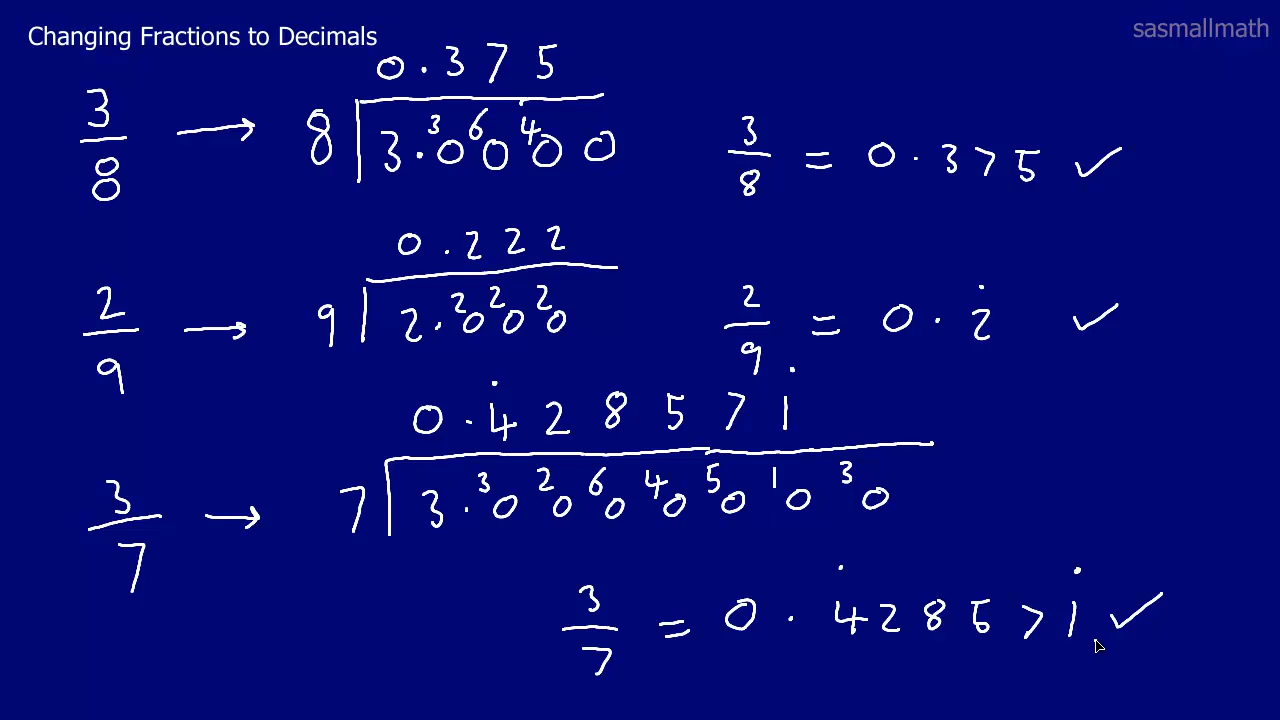 Changing Fractions to Decimals
sasmallmath
0.375
3/8 → 8 | 3.³0⁶0⁴0 0
3/8 = 0.375 ✓
0.222
2/9 → 9 | 2.²0²0²0
2/9 = 0.2̇ ✓
0.4̇28571̇
3/7 → 7 | 3.³0²0⁶0⁴0⁵0¹0³0
3/7 = 0.4̇28571̇ ✓